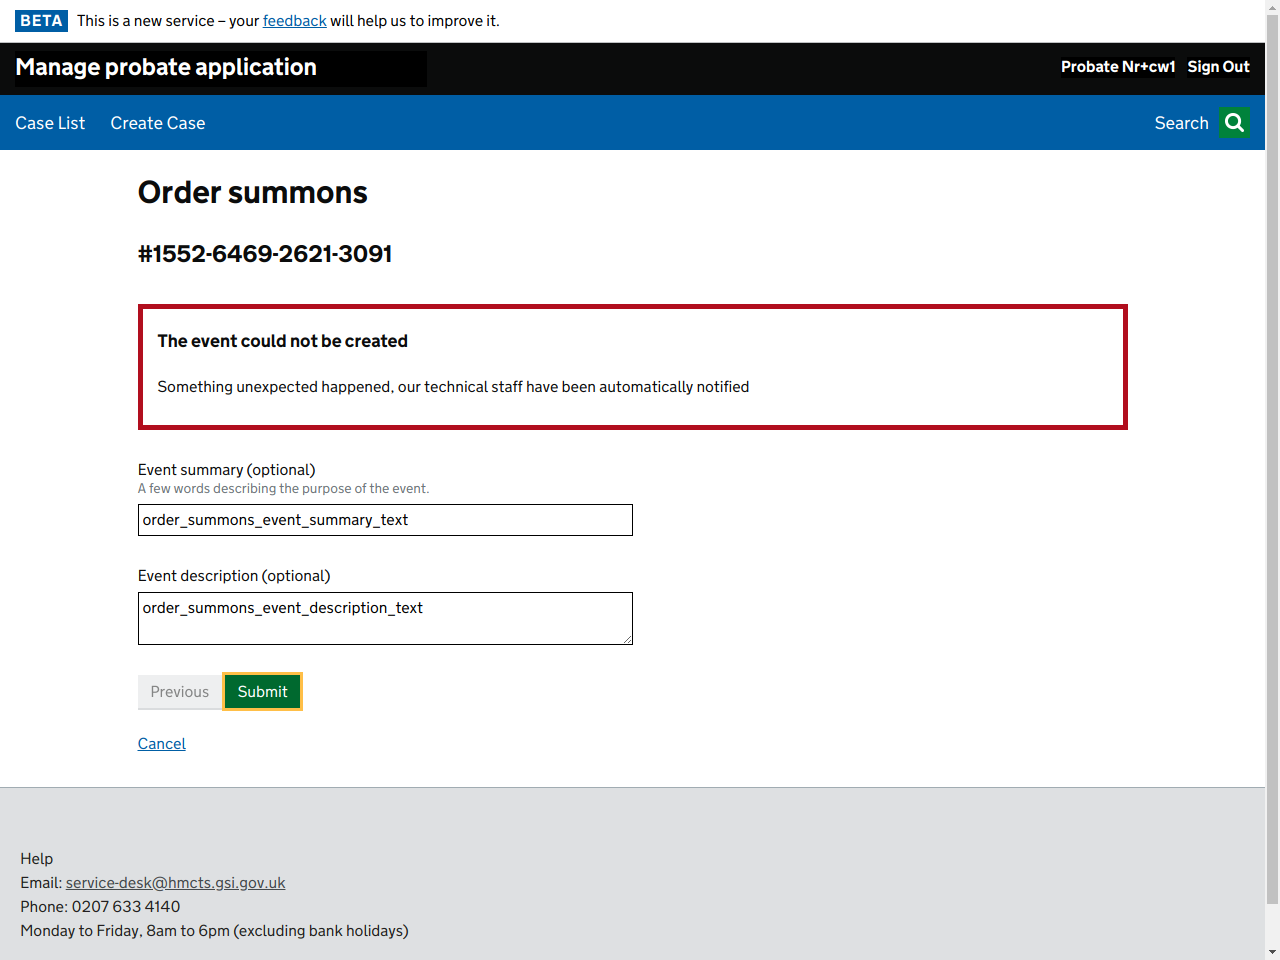 BETA This is a new service – your feedback will help us to improve it.
Manage probate application
Probate Nr+cw1 Sign Out
Case List Create Case Search
Order summons
#1552-6469-2621-3091
The event could not be created
Something unexpected happened, our technical staff have been automatically notified
Event summary (optional)
A few words describing the purpose of the event.
order_summons_event_summary_text
Event description (optional)
order_summons_event_description_text
Previous Submit
Cancel
Help
Email: service-desk@hmcts.gsi.gov.uk
Phone: 0207 633 4140
Monday to Friday, 8am to 6pm (excluding bank holidays)